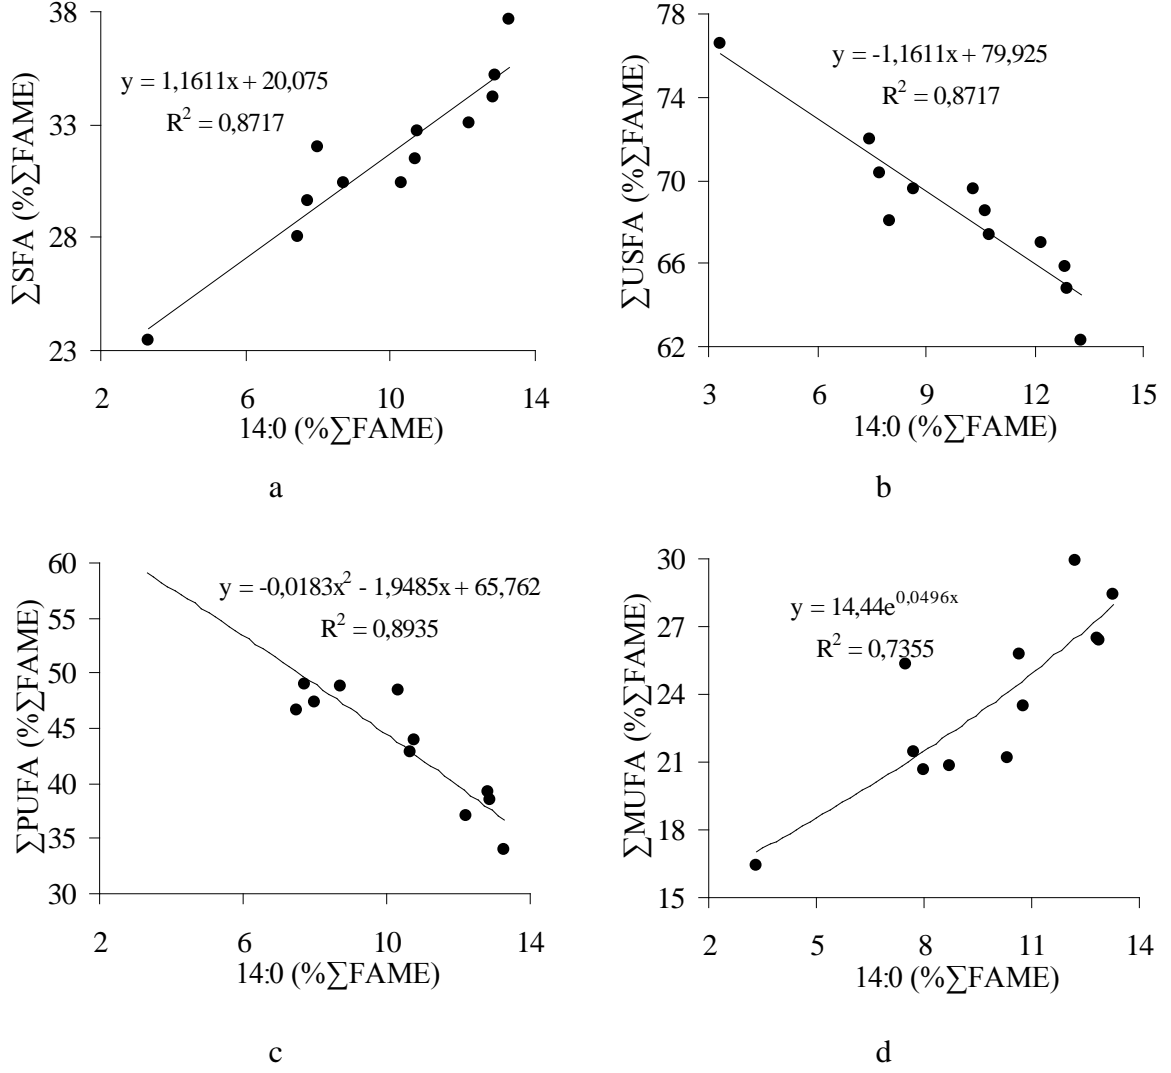 38
33
28
23
∑SFA (%∑FAME)
y = 1,1611x + 20,075
R² = 0,8717
2 6 10 14
14:0 (%∑FAME)
a
78
74
70
66
62
∑USFA (%∑FAME)
y = -1,1611x + 79,925
R² = 0,8717
3 6 9 12 15
14:0 (%∑FAME)
b
60
55
50
45
40
35
30
∑PUFA (%∑FAME)
y = -0,0183x² - 1,9485x + 65,762
R² = 0,8935
2 6 10 14
14:0 (%∑FAME)
c
30
27
24
21
18
15
∑MUFA (%∑FAME)
y = 14,44e^0,0496x
R² = 0,7355
2 5 8 11 14
14:0 (%∑FAME)
d